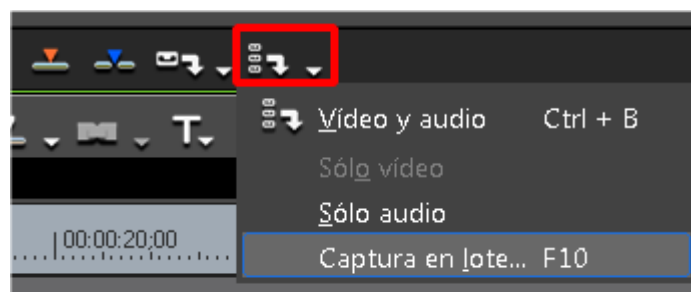 Vídeo y audio Ctrl + B
Sólo vídeo
Sólo audio
00:00:20;00
Captura en lote... F10